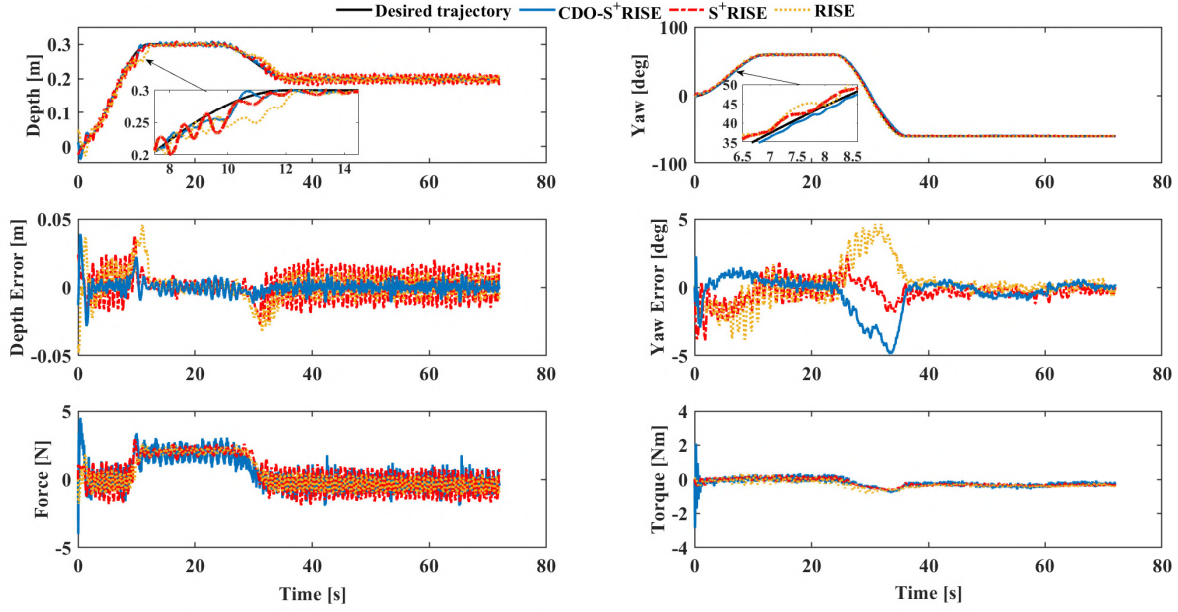 Desired trajectory CDO-S+RISE S+RISE RISE
Depth [m]
0.3
0.2
0.1
0
0.3
0.2
8 10 12 14
0 20 40 60 80
Yaw [deg]
100
0
-100
50
45
40
35
6.5 7 7.5 8 8.5
0 20 40 60 80
Depth Error [m]
0.05
0
-0.05
0 20 40 60 80
Yaw Error [deg]
5
0
-5
0 20 40 60 80
Force [N]
5
0
-5
0 20 40 60 80
Time [s]
Torque [Nm]
4
2
0
-2
-4
0 20 40 60 80
Time [s]